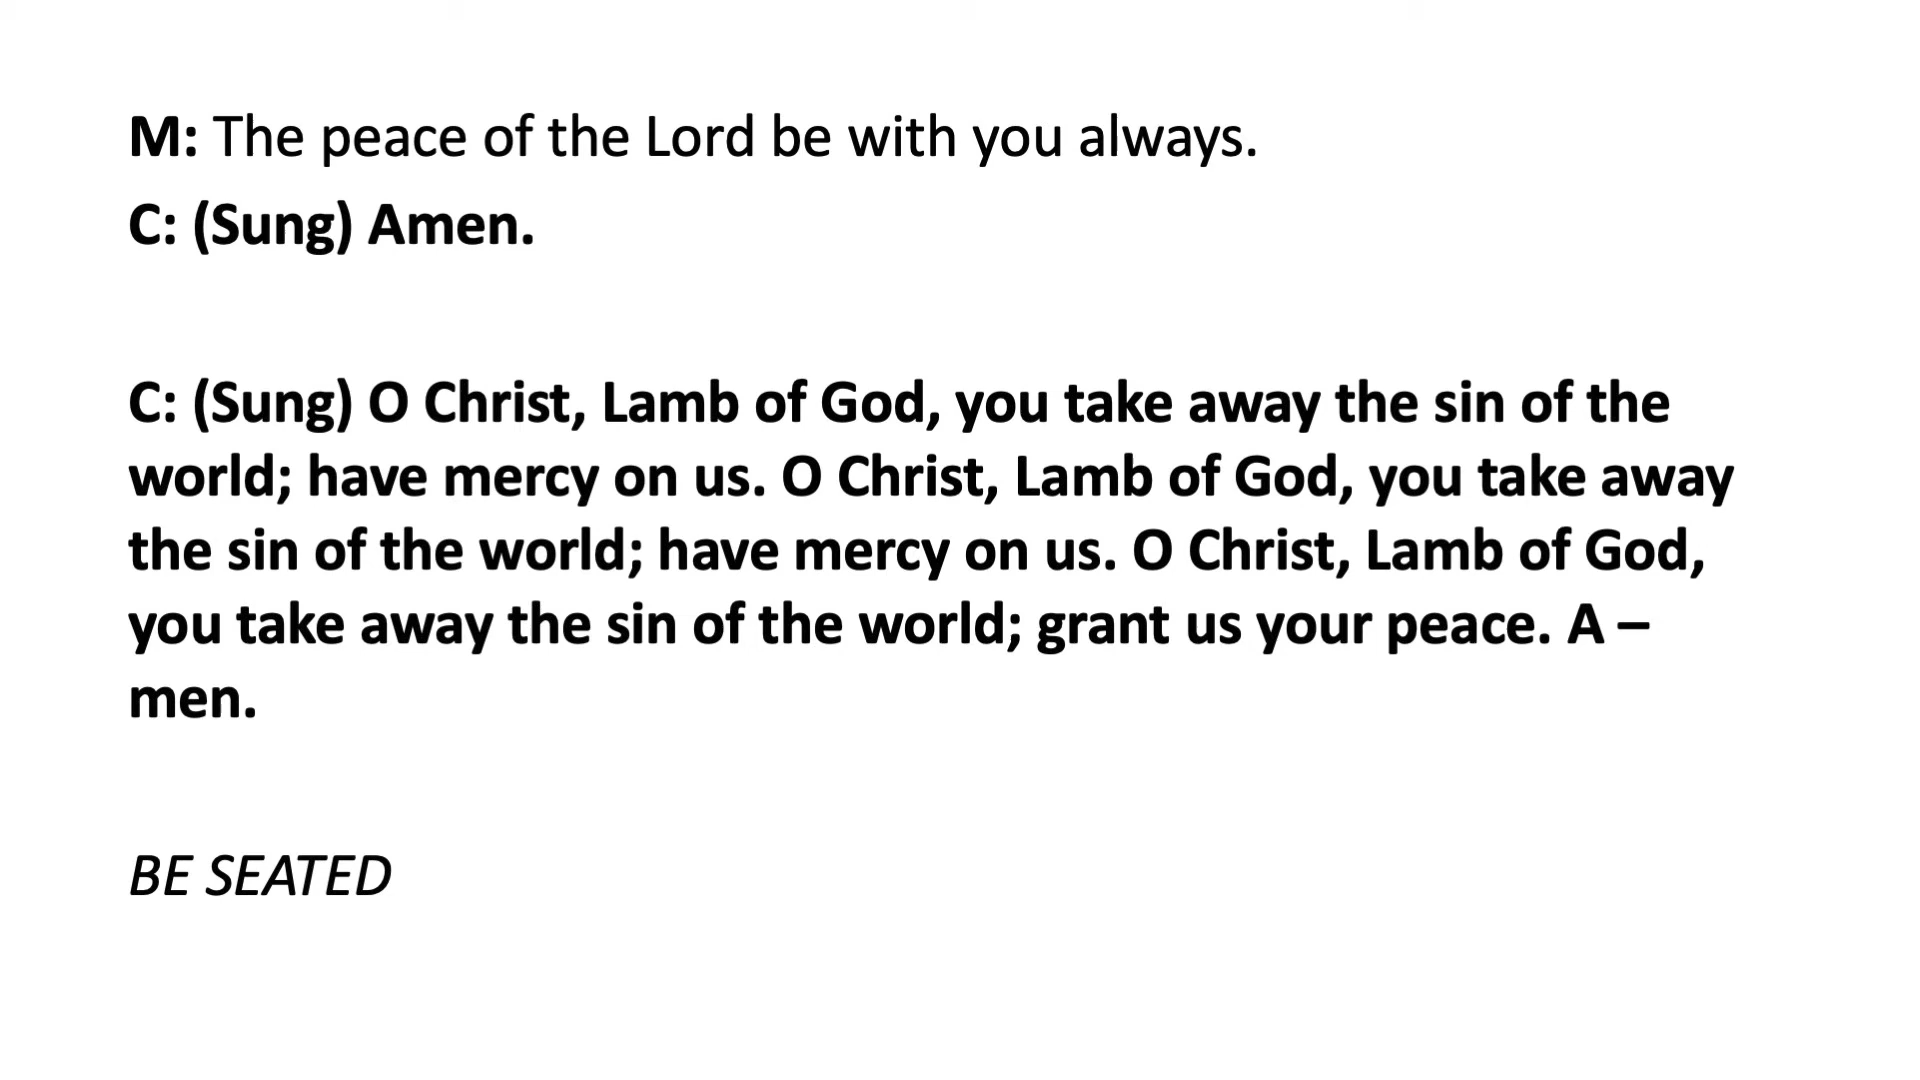 M: The peace of the Lord be with you always.
C: (Sung) Amen.
C: (Sung) O Christ, Lamb of God, you take away the sin of the
world; have mercy on us. O Christ, Lamb of God, you take away
the sin of the world; have mercy on us. O Christ, Lamb of God,
you take away the sin of the world; grant us your peace. A –
men.
BE SEATED